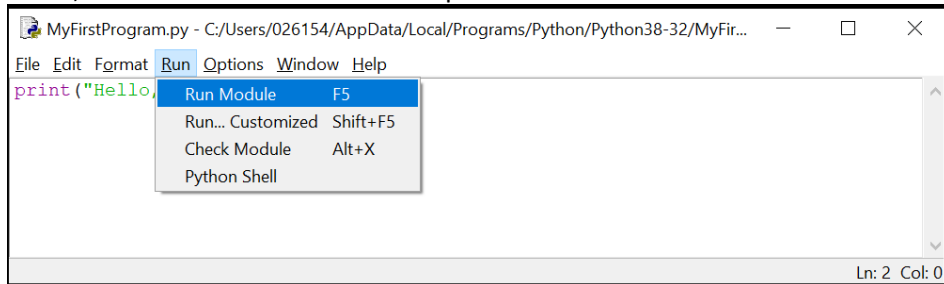 MyFirstProgram.py - C:/Users/026154/AppData/Local/Programs/Python/Python38-32/MyFir...
File Edit Format Run Options Window Help
print("Hello,
Run Module F5
Run... Customized Shift+F5
Check Module Alt+X
Python Shell
Ln: 2 Col: 0